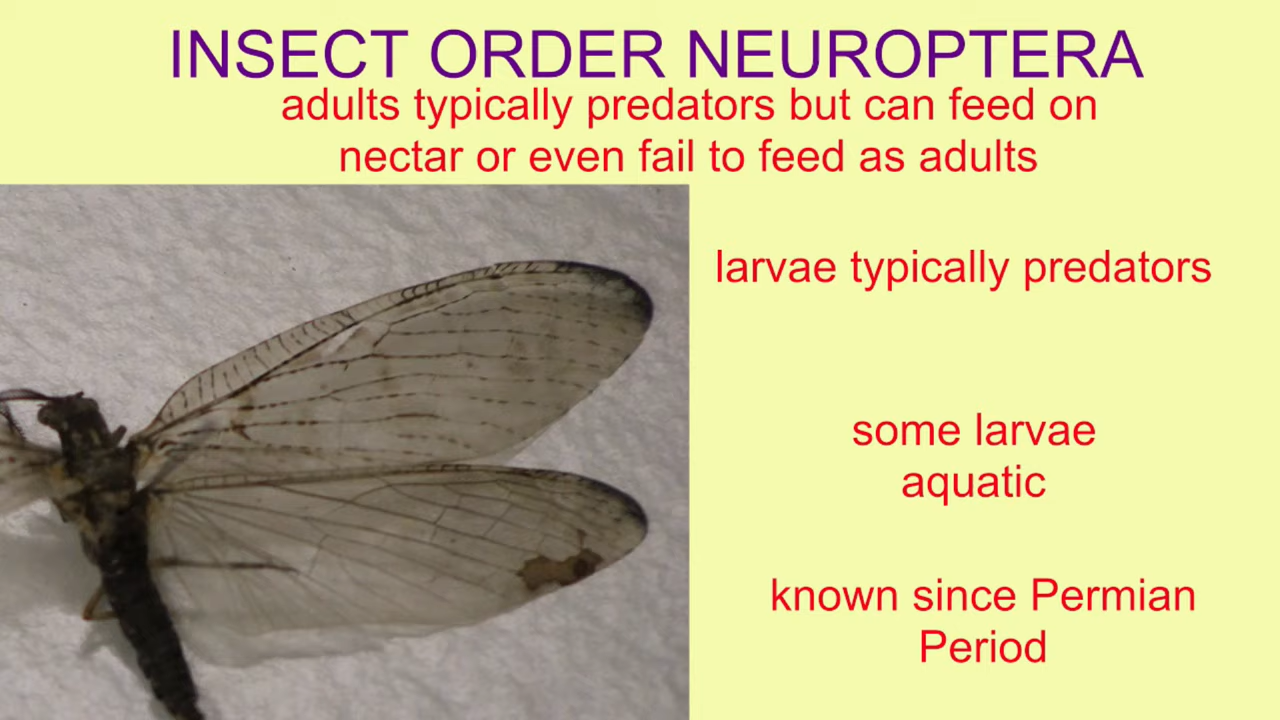 INSECT ORDER NEUROPTERA
adults typically predators but can feed on
nectar or even fail to feed as adults
larvae typically predators
some larvae
aquatic
known since Permian
Period